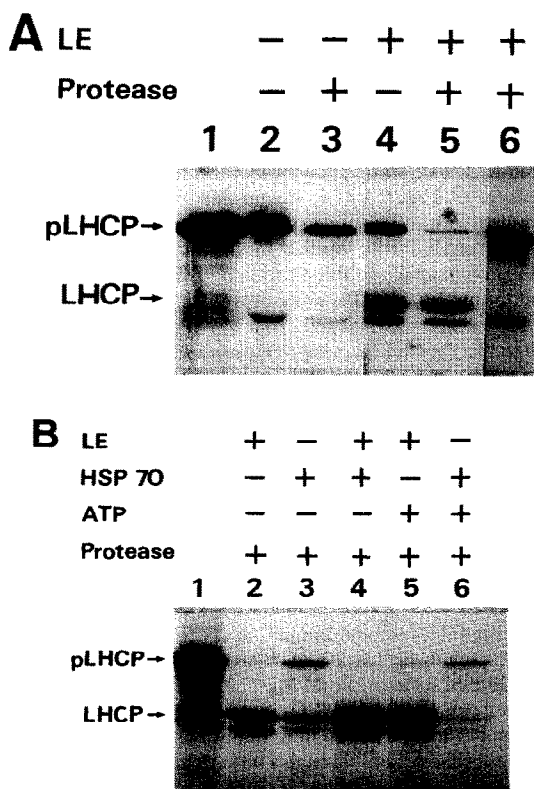 A LE − − + + +
Protease − + − + +
1 2 3 4 5 6
pLHCP→
LHCP→
B LE + − + + −
HSP 70 − + + − +
ATP − − − + +
Protease + + + + +
1 2 3 4 5 6
pLHCP→
LHCP→